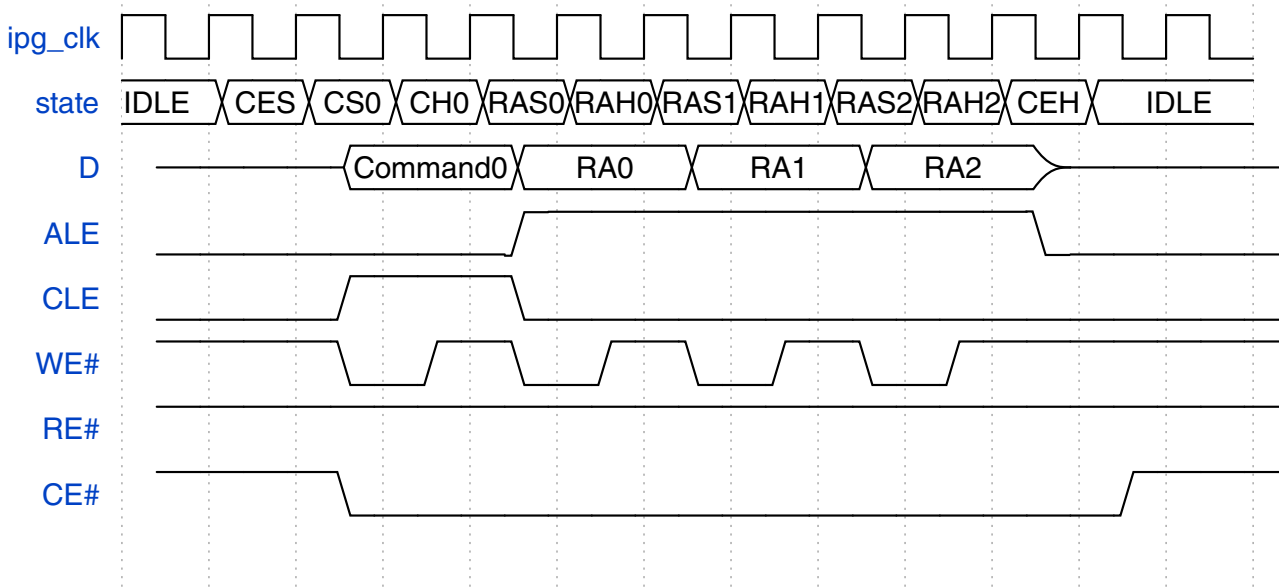 ipg_clk
state IDLE CES CS0 CH0 RAS0 RAH0 RAS1 RAH1 RAS2 RAH2 CEH IDLE
D Command0 RA0 RA1 RA2
ALE
CLE
WE#
RE#
CE#